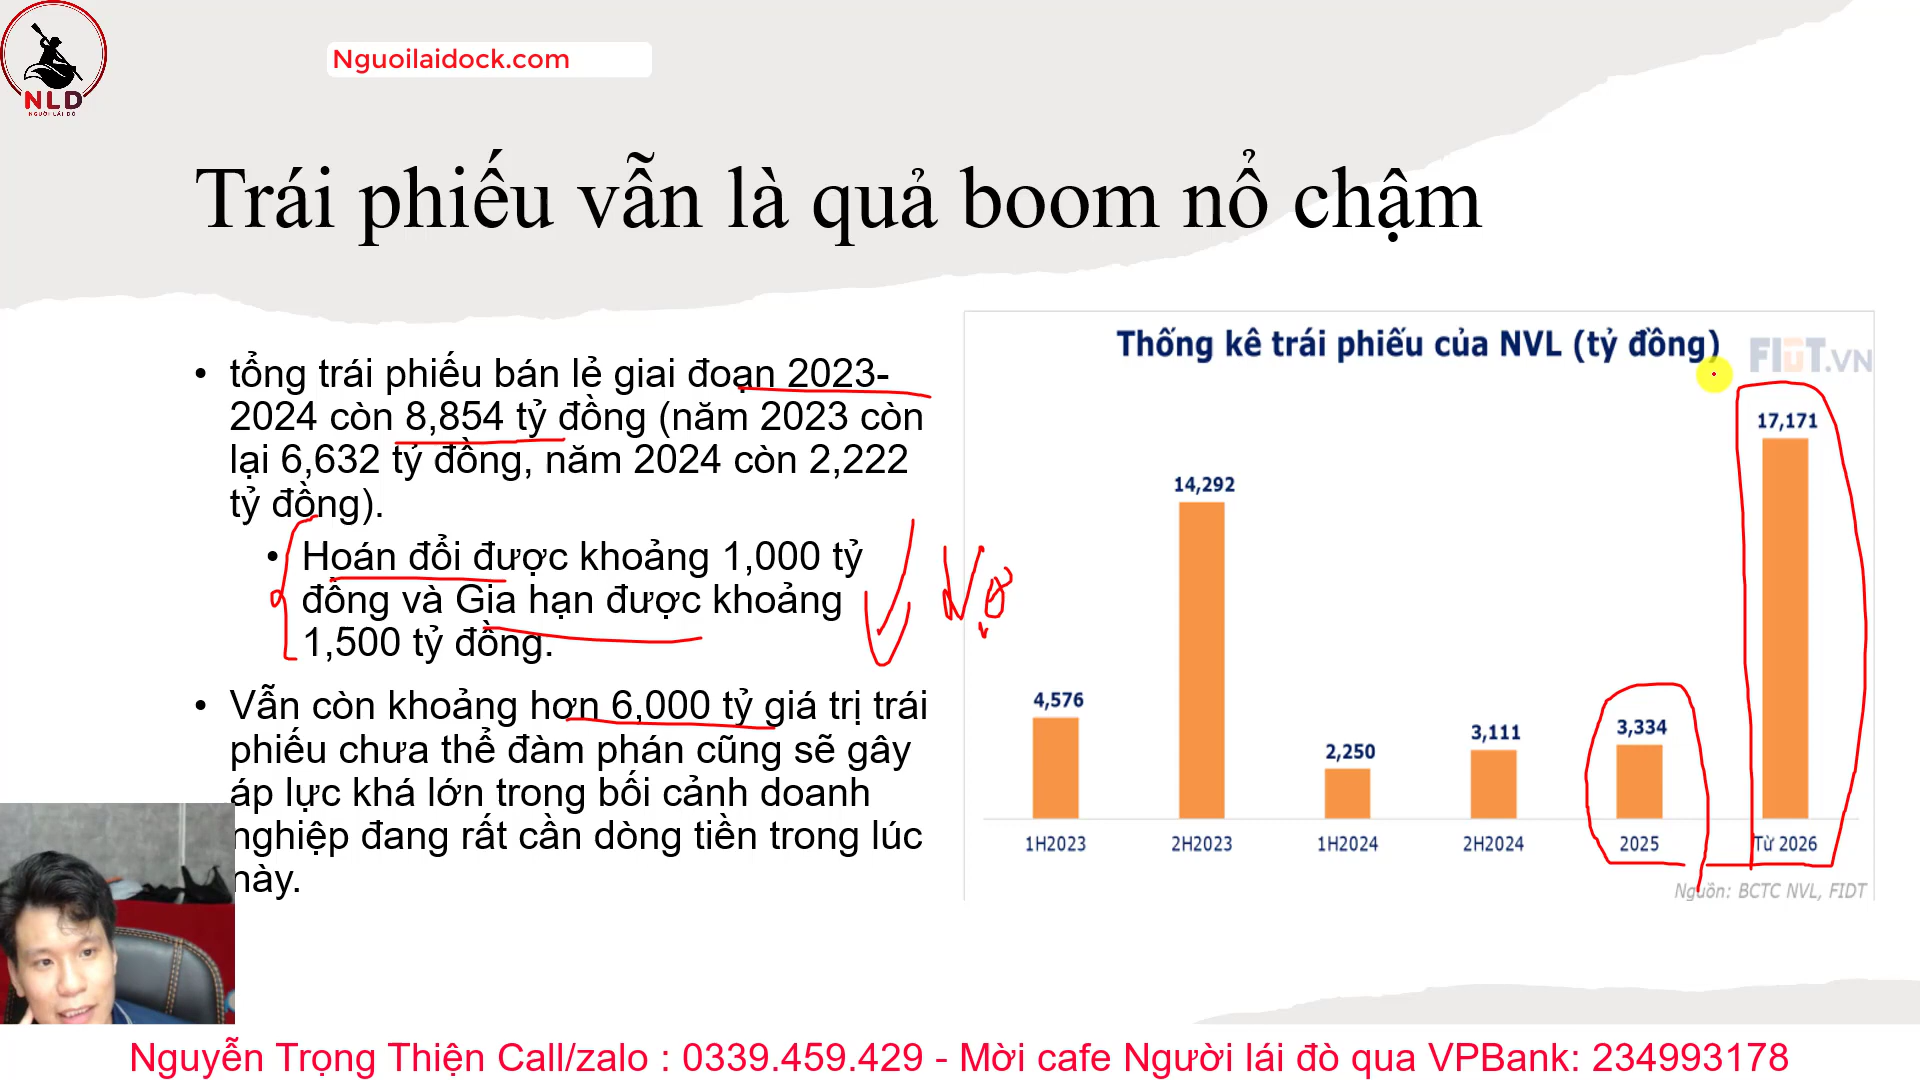 NLD
NGƯỜI LÁI ĐÒ
Nguoilaidock.com
Trái phiếu vẫn là quả boom nổ chậm
• tổng trái phiếu bán lẻ giai đoạn 2023-
2024 còn 8,854 tỷ đồng (năm 2023 còn
lại 6,632 tỷ đồng, năm 2024 còn 2,222
tỷ đồng).
• Hoán đổi được khoảng 1,000 tỷ
đồng và Gia hạn được khoảng
1,500 tỷ đồng.
• Vẫn còn khoảng hơn 6,000 tỷ giá trị trái
phiếu chưa thể đàm phán cũng sẽ gây
áp lực khá lớn trong bối cảnh doanh
nghiệp đang rất cần dòng tiền trong lúc
này.
Nợ
Thống kê trái phiếu của NVL (tỷ đồng)
FIDT.VN
17,171
14,292
4,576
2,250
3,111
3,334
1H2023
2H2023
1H2024
2H2024
2025
Từ 2026
Nguồn: BCTC NVL, FIDT
Nguyễn Trọng Thiện Call/zalo : 0339.459.429 - Mời cafe Người lái đò qua VPBank: 234993178